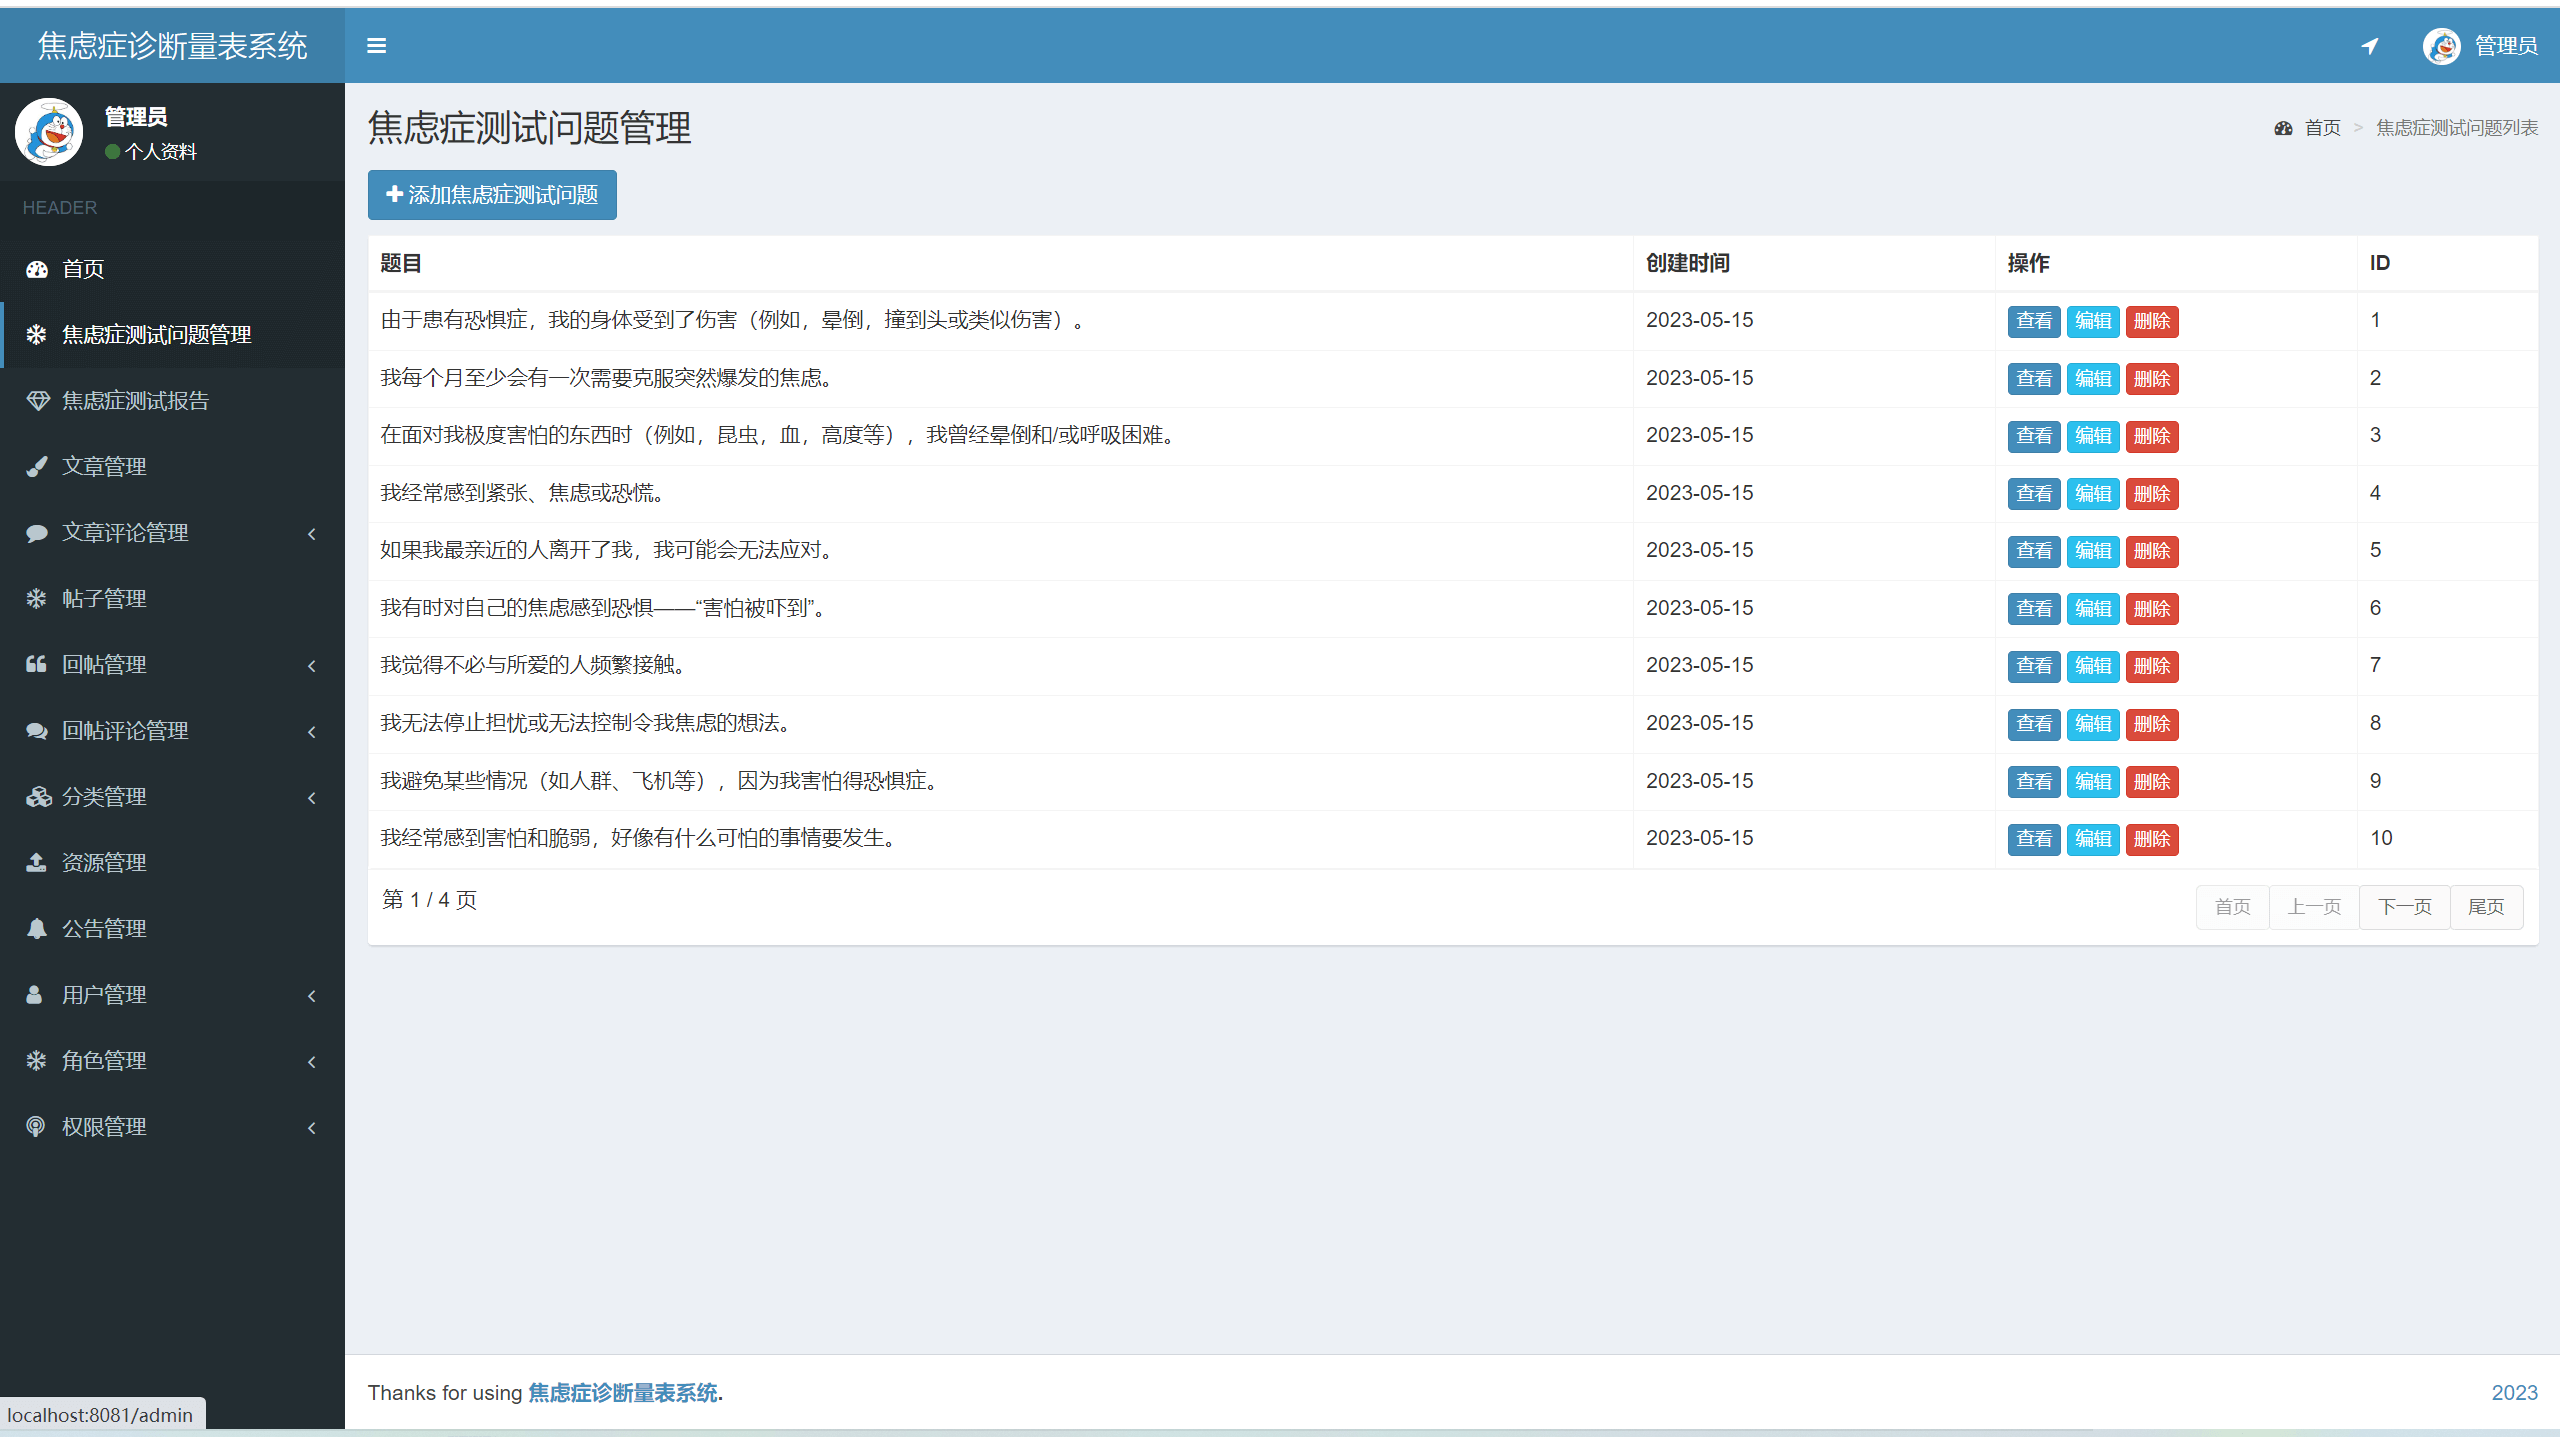 焦虑症诊断量表系统
管理员
管理员
个人资料
HEADER
首页
焦虑症测试问题管理
焦虑症测试报告
文章管理
文章评论管理
帖子管理
回帖管理
回帖评论管理
分类管理
资源管理
公告管理
用户管理
角色管理
权限管理
焦虑症测试问题管理
首页 > 焦虑症测试问题列表
添加焦虑症测试问题
题目 创建时间 操作 ID
由于患有恐惧症，我的身体受到了伤害（例如，晕倒，撞到头或类似伤害）。 2023-05-15 查看 编辑 删除 1
我每个月至少会有一次需要克服突然爆发的焦虑。 2023-05-15 查看 编辑 删除 2
在面对我极度害怕的东西时（例如，昆虫，血，高度等），我曾经晕倒和/或呼吸困难。 2023-05-15 查看 编辑 删除 3
我经常感到紧张、焦虑或恐慌。 2023-05-15 查看 编辑 删除 4
如果我最亲近的人离开了我，我可能会无法应对。 2023-05-15 查看 编辑 删除 5
我有时对自己的焦虑感到恐惧——“害怕被吓到”。 2023-05-15 查看 编辑 删除 6
我觉得不必与所爱的人频繁接触。 2023-05-15 查看 编辑 删除 7
我无法停止担忧或无法控制令我焦虑的想法。 2023-05-15 查看 编辑 删除 8
我避免某些情况（如人群、飞机等），因为我害怕得恐惧症。 2023-05-15 查看 编辑 删除 9
我经常感到害怕和脆弱，好像有什么可怕的事情要发生。 2023-05-15 查看 编辑 删除 10
第 1 / 4 页 首页 上一页 下一页 尾页
Thanks for using 焦虑症诊断量表系统. 2023
localhost:8081/admin